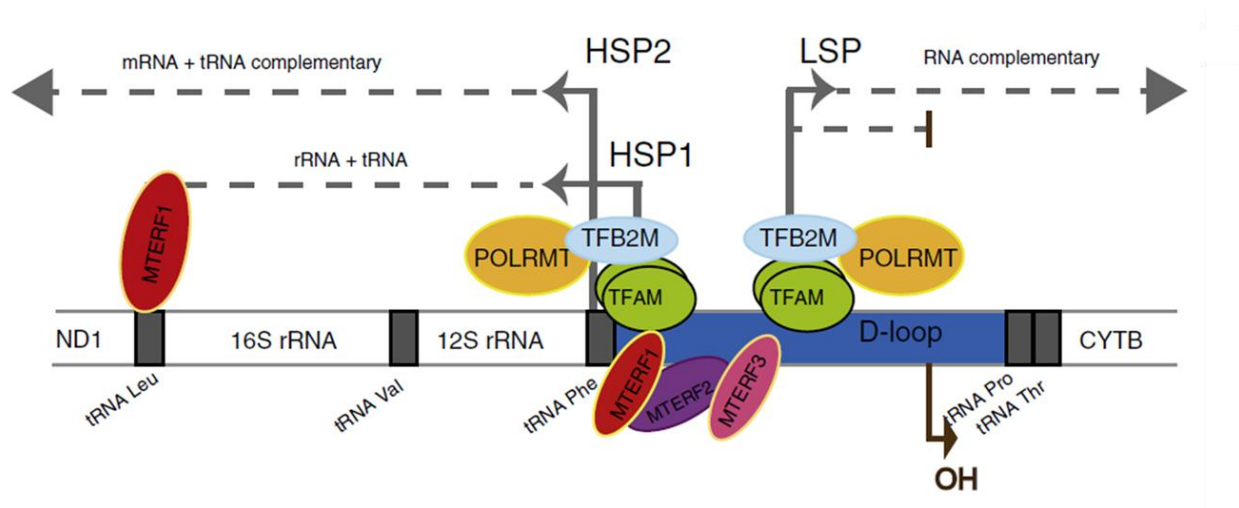 HSP2
LSP
mRNA + tRNA complementary
RNA complementary
HSP1
rRNA + tRNA
MTERF1
TFB2M
TFB2M
POLRMT
POLRMT
TFAM
TFAM
ND1
16S rRNA
12S rRNA
D-loop
CYTB
MTERF1
MTERF2
MTERF3
tRNA Leu
tRNA Val
tRNA Phe
tRNA Pro
tRNA Thr
OH